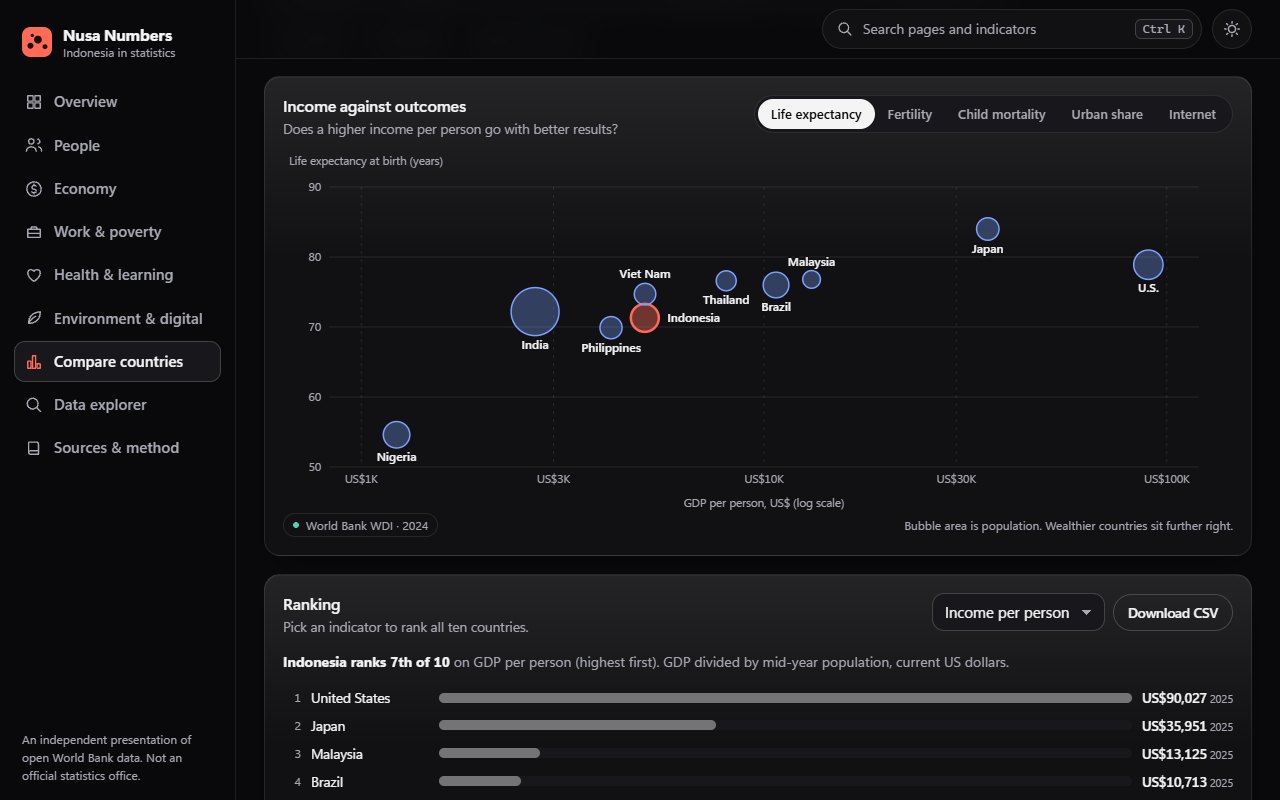 Nusa Numbers
Indonesia in statistics
Overview
People
Economy
Work & poverty
Health & learning
Environment & digital
Compare countries
Data explorer
Sources & method
An independent presentation of
open World Bank data. Not an
official statistics office.
Search pages and indicators
Ctrl K
Income against outcomes
Does a higher income per person go with better results?
Life expectancy
Fertility
Child mortality
Urban share
Internet
Life expectancy at birth (years)
90
80
70
60
50
Japan
U.S.
Malaysia
Viet Nam
Thailand
Brazil
Indonesia
India
Philippines
Nigeria
US$1K
US$3K
US$10K
US$30K
US$100K
GDP per person, US$ (log scale)
World Bank WDI · 2024
Bubble area is population. Wealthier countries sit further right.
Ranking
Pick an indicator to rank all ten countries.
Income per person
Download CSV
Indonesia ranks 7th of 10 on GDP per person (highest first). GDP divided by mid-year population, current US dollars.
1 United States US$90,027 2025
2 Japan US$35,951 2025
3 Malaysia US$13,125 2025
4 Brazil US$10,713 2025